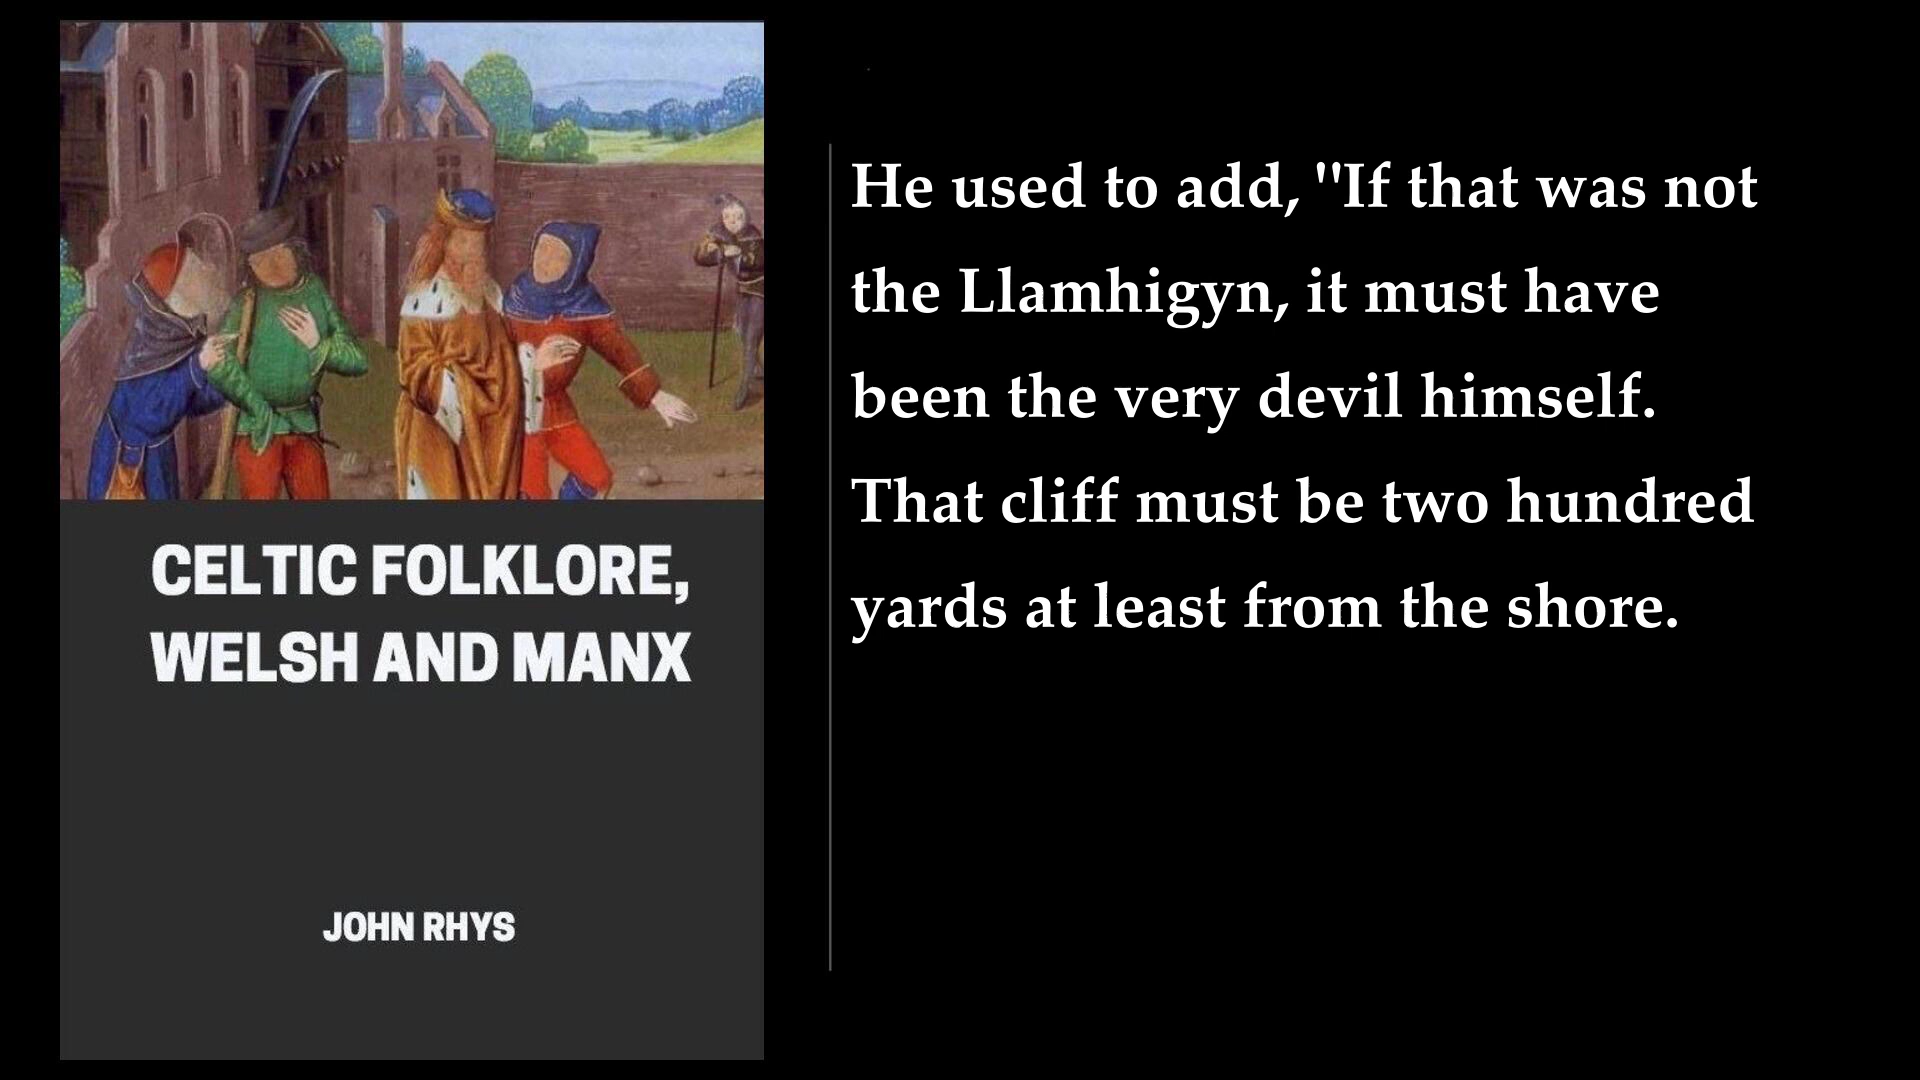 CELTIC FOLKLORE,
WELSH AND MANX
JOHN RHYS
He used to add, "If that was not
the Llamhigyn, it must have
been the very devil himself.
That cliff must be two hundred
yards at least from the shore.